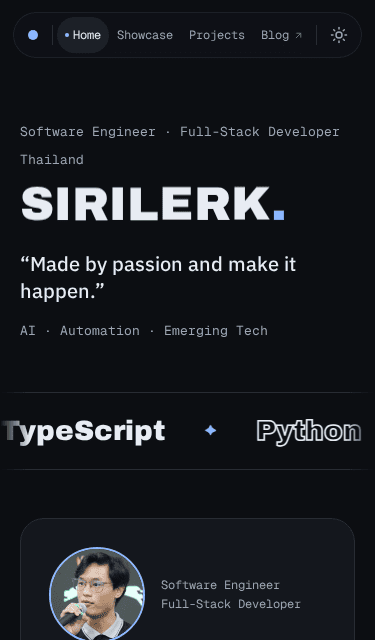 Home Showcase Projects Blog ↗
Software Engineer · Full-Stack Developer
Thailand
SIRILERK.
“Made by passion and make it
happen.”
AI · Automation · Emerging Tech
TypeScript ✦ Python
Software Engineer
Full-Stack Developer